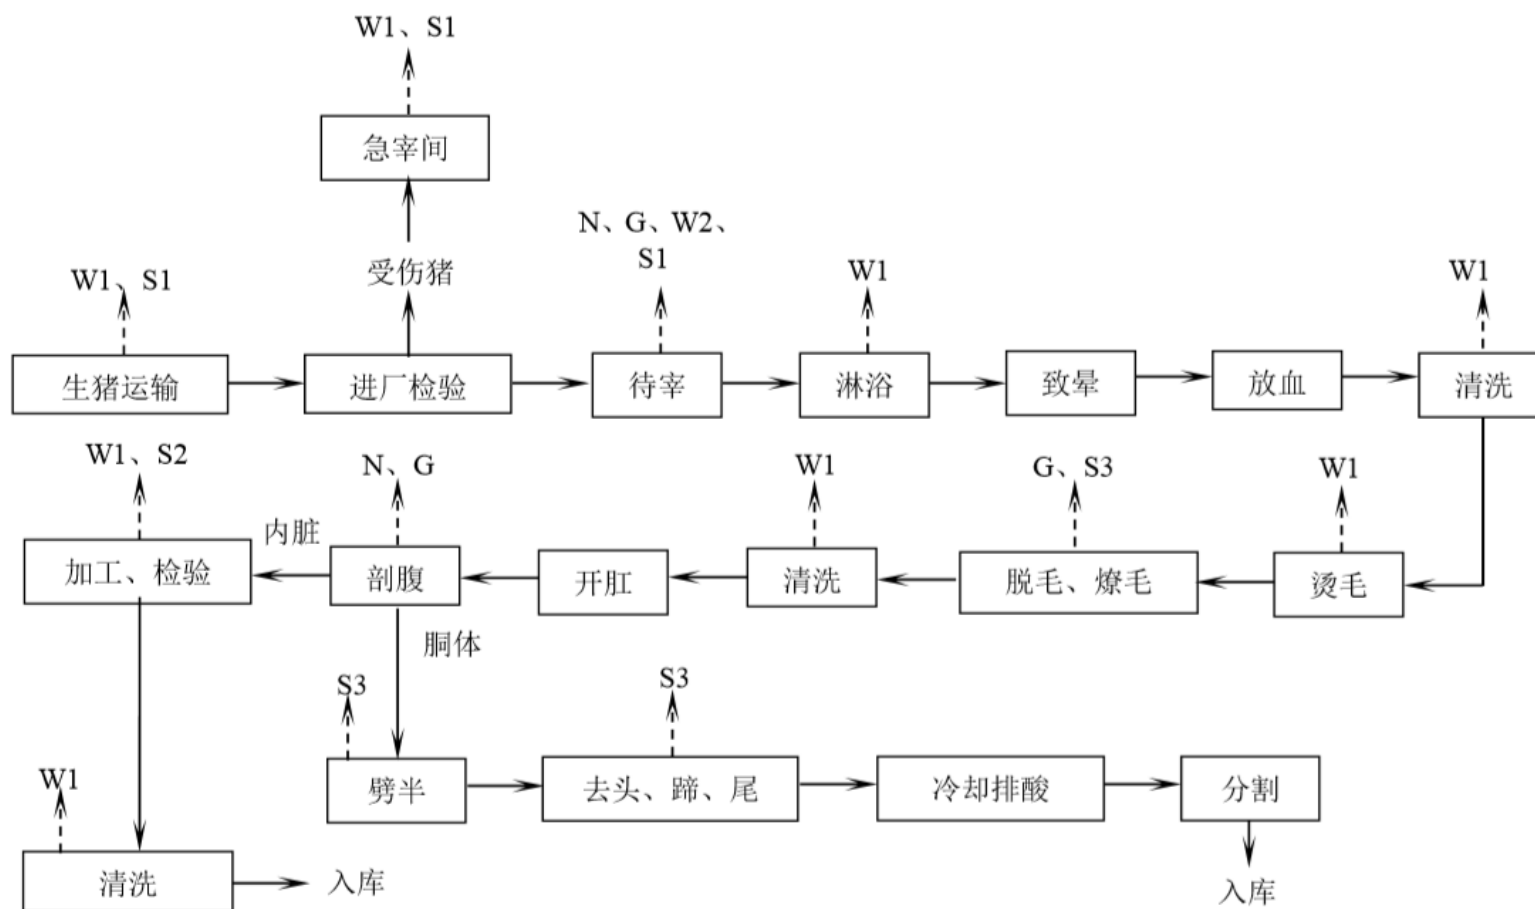 W1、S1
急宰间
N、G、W2、
S1
受伤猪
W1、S1
W1
W1
生猪运输
进厂检验
待宰
淋浴
致晕
放血
清洗
W1、S2
N、G
W1
G、S3
W1
内脏
加工、检验
剖腹
开肛
清洗
脱毛、燎毛
烫毛
胴体
S3
S3
W1
劈半
去头、蹄、尾
冷却排酸
分割
清洗
入库
入库